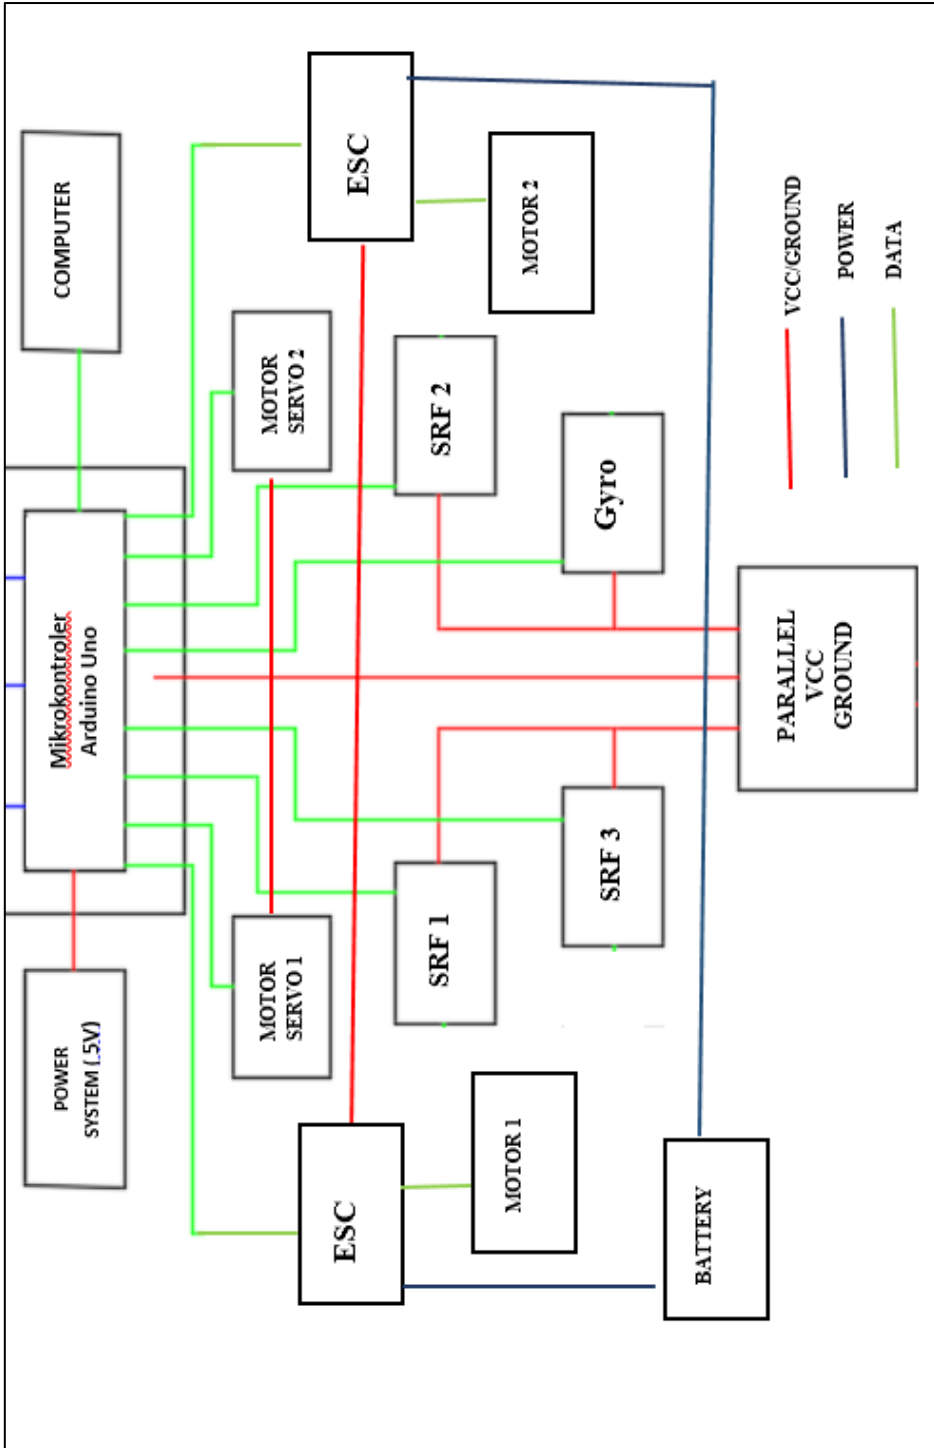 COMPUTER
Mikrokontroler
Arduino Uno
POWER
SYSTEM (.5V)
MOTOR
SERVO 2
MOTOR
SERVO 1
ESC
ESC
MOTOR 2
MOTOR 1
SRF 2
SRF 1
Gyro
SRF 3
BATTERY
PARALLEL
VCC
GROUND
VCC/GROUND
POWER
DATA